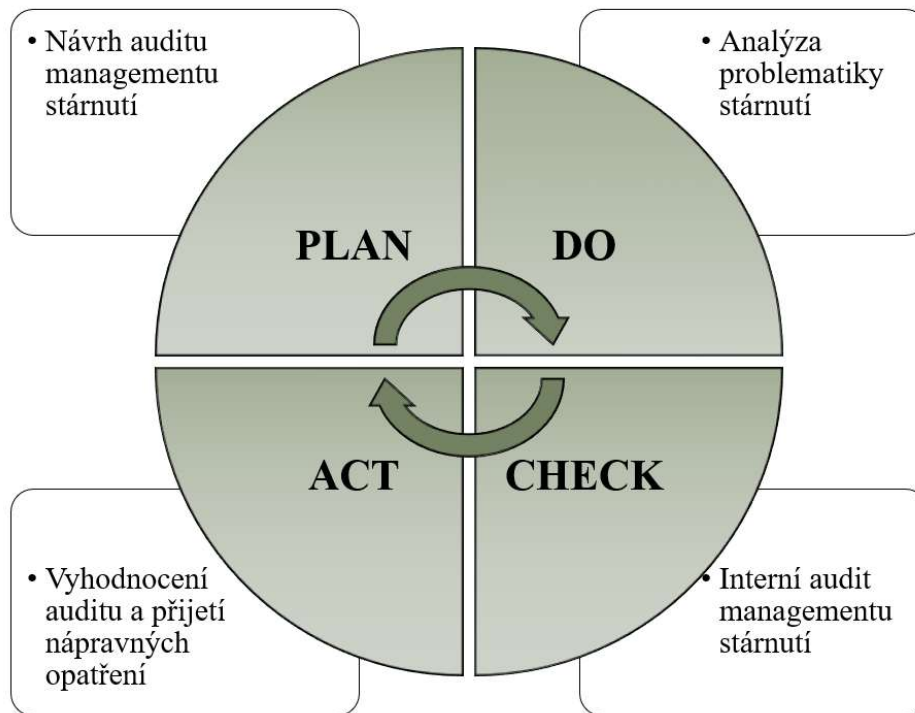 • Návrh auditu
managementu
stárnutí
• Analýza
problematiky
stárnutí
PLAN
DO
ACT
CHECK
• Vyhodnocení
auditu a přijetí
nápravných
opatření
• Interní audit
managementu
stárnutí